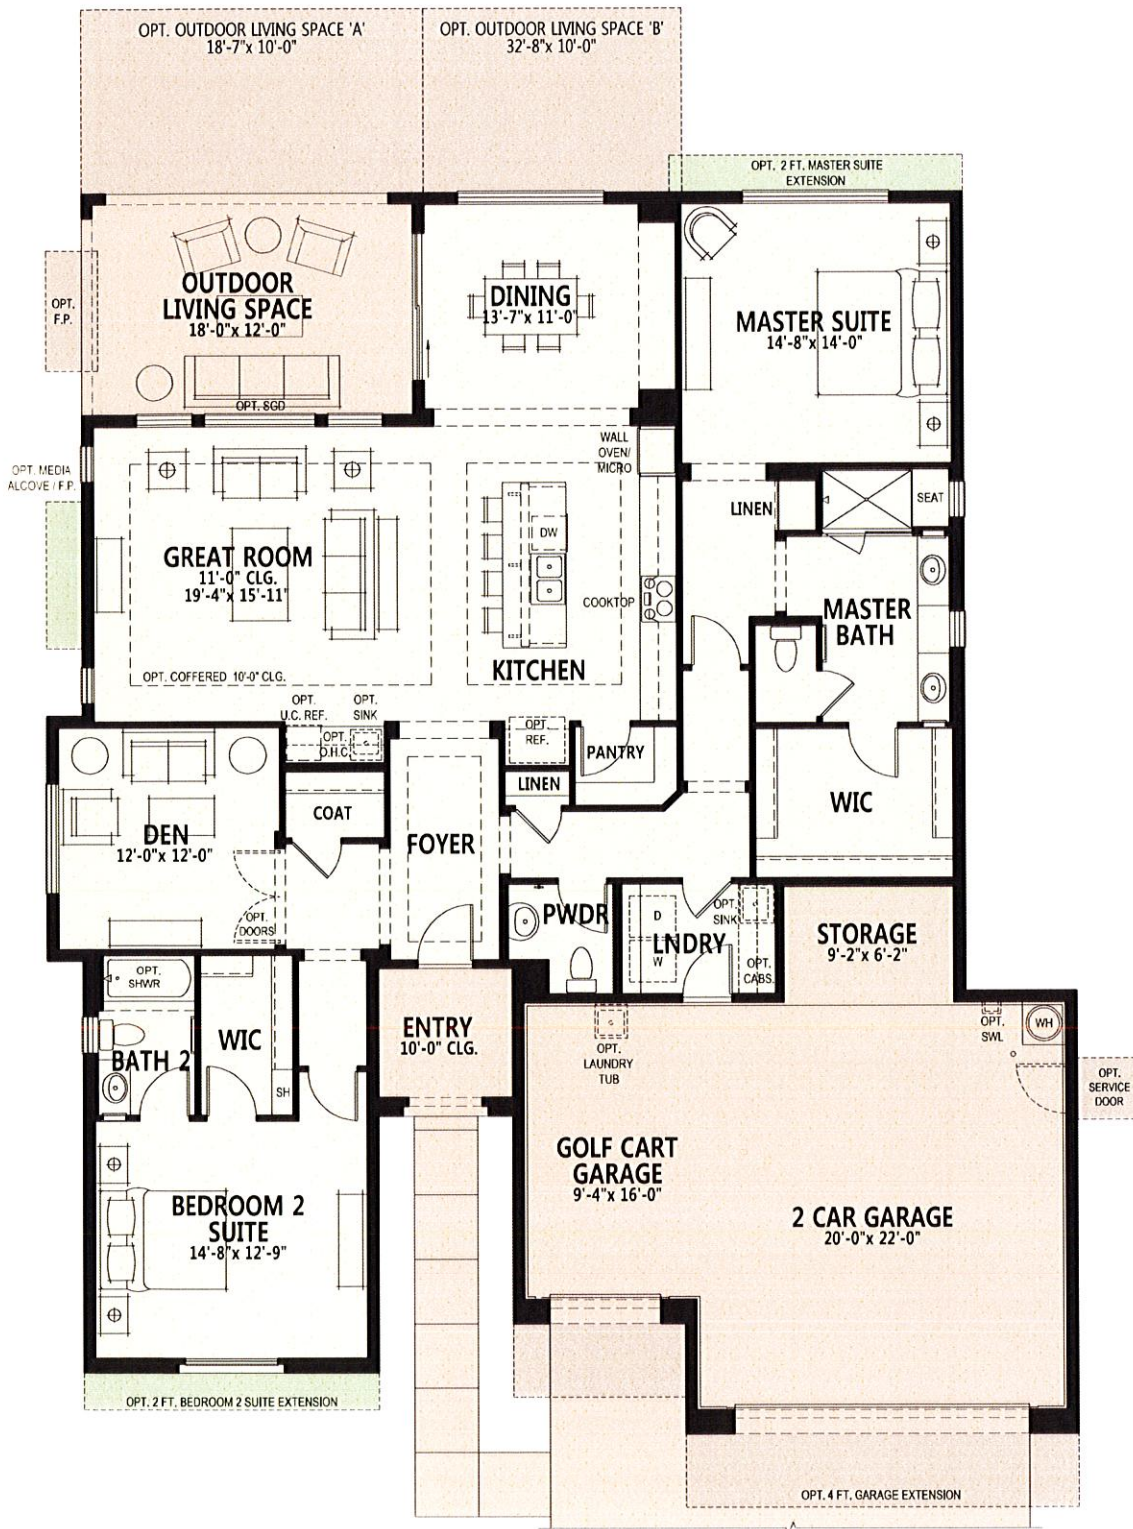 OPT. OUTDOOR LIVING SPACE 'A'
18'-7"x 10'-0"
OPT. OUTDOOR LIVING SPACE 'B'
32'-8"x 10'-0"
OPT. 2 FT. MASTER SUITE
EXTENSION
OPT.
F.P.
OUTDOOR
LIVING SPACE
18'-0"x 12'-0"
OPT. SGD
DINING
13'-7"x 11'-0"
MASTER SUITE
14'-8"x 14'-0"
OPT. MEDIA
ALCOVE / F.P.
GREAT ROOM
11'-0" CLG.
19'-4"x 15'-11"
OPT. COFFERED 10'-0" CLG.
WALL
OVEN/
MICRO
DW
COOKTOP
KITCHEN
LINEN
SEAT
MASTER
BATH
OPT.
U.C. REF.
OPT.
SINK
OPT.
O.H.C.
OPT.
REF.
PANTRY
LINEN
WIC
DEN
12'-0"x 12'-0"
COAT
FOYER
OPT.
DOORS
PWDR
D
W
LNDRY
OPT.
SINK
OPT.
CABS.
STORAGE
9'-2"x 6'-2"
OPT.
SHWR
BATH 2
WIC
SH
ENTRY
10'-0" CLG.
OPT.
LAUNDRY
TUB
OPT.
SWL
WH
OPT.
SERVICE
DOOR
GOLF CART
GARAGE
9'-4"x 16'-0"
2 CAR GARAGE
20'-0"x 22'-0"
BEDROOM 2
SUITE
14'-8"x 12'-9"
OPT. 2 FT. BEDROOM 2 SUITE EXTENSION
OPT. 4 FT. GARAGE EXTENSION